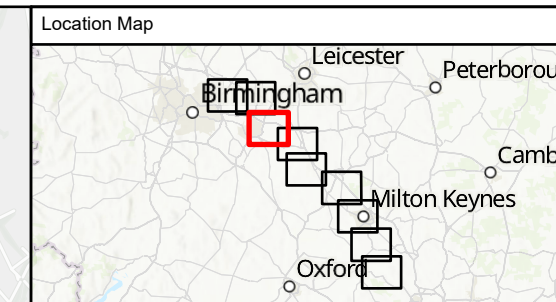 Location Map
Leicester
Peterborou
Birmingham
Camb
Milton Keynes
Oxford